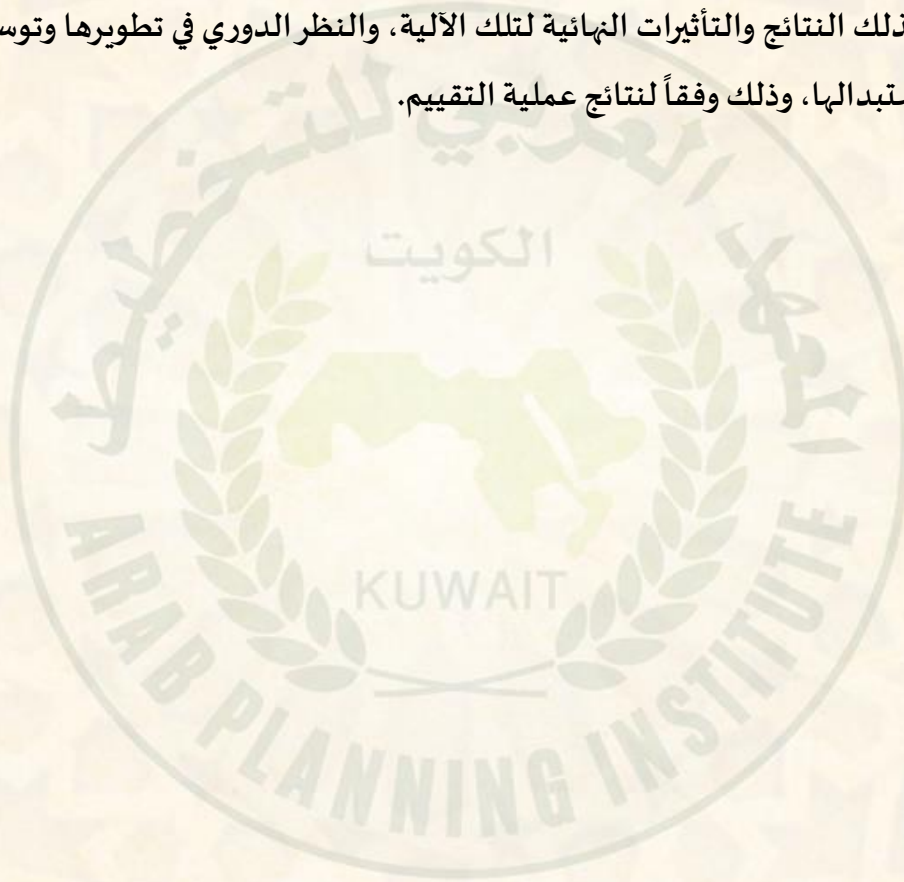 ذلك النتائج والتأثيرات النهائية لتلك الآلية، والنظر الدوري في تطويرها
ستبدالها، وذلك وفقاً لنتائج عملية التقييم.
المعهد العربي للتخطيط
الكويت
KUWAIT
ARAB PLANNING INSTITUTE